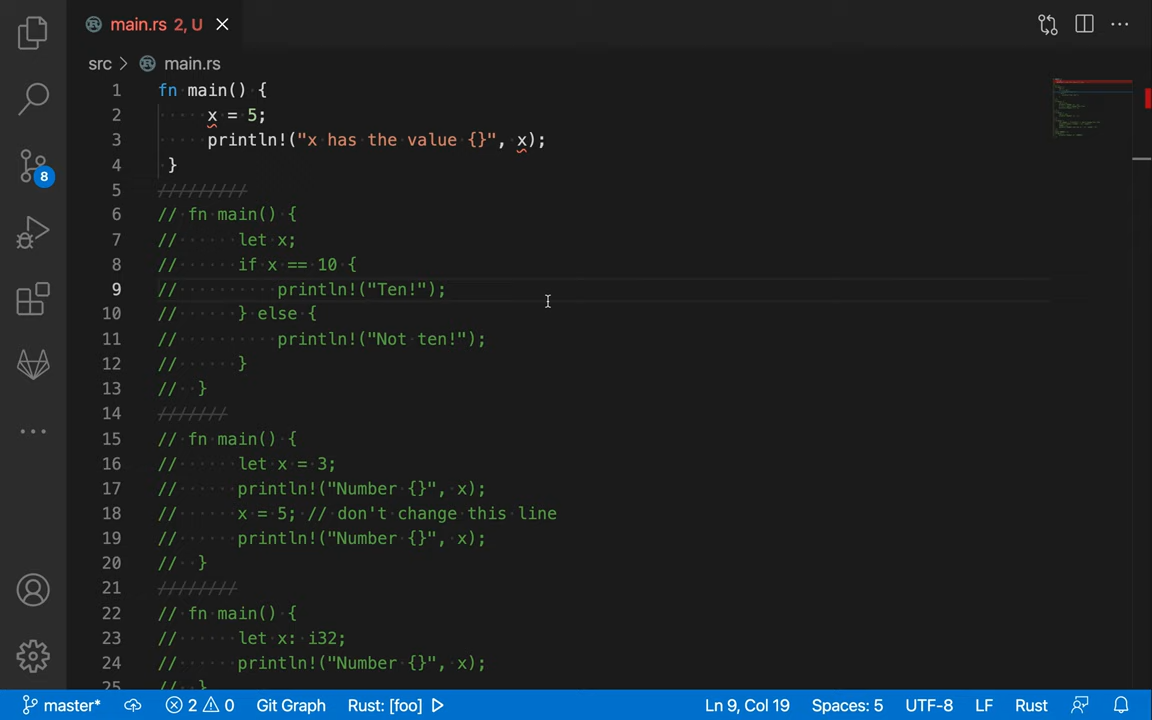 main.rs 2, U
src > main.rs
1 fn main() {
2 x = 5;
3 println!("x has the value {}", x);
4 }
5 /////////
6 // fn main() {
7 // let x;
8 // if x == 10 {
9 // println!("Ten!");
10 // } else {
11 // println!("Not ten!");
12 // }
13 // }
14 ///////
15 // fn main() {
16 // let x = 3;
17 // println!("Number {}", x);
18 // x = 5; // don't change this line
19 // println!("Number {}", x);
20 // }
21 ////////
22 // fn main() {
23 // let x: i32;
24 // println!("Number {}", x);
25 // }
8
master* 2 0 Git Graph Rust: [foo] Ln 9, Col 19 Spaces: 5 UTF-8 LF Rust